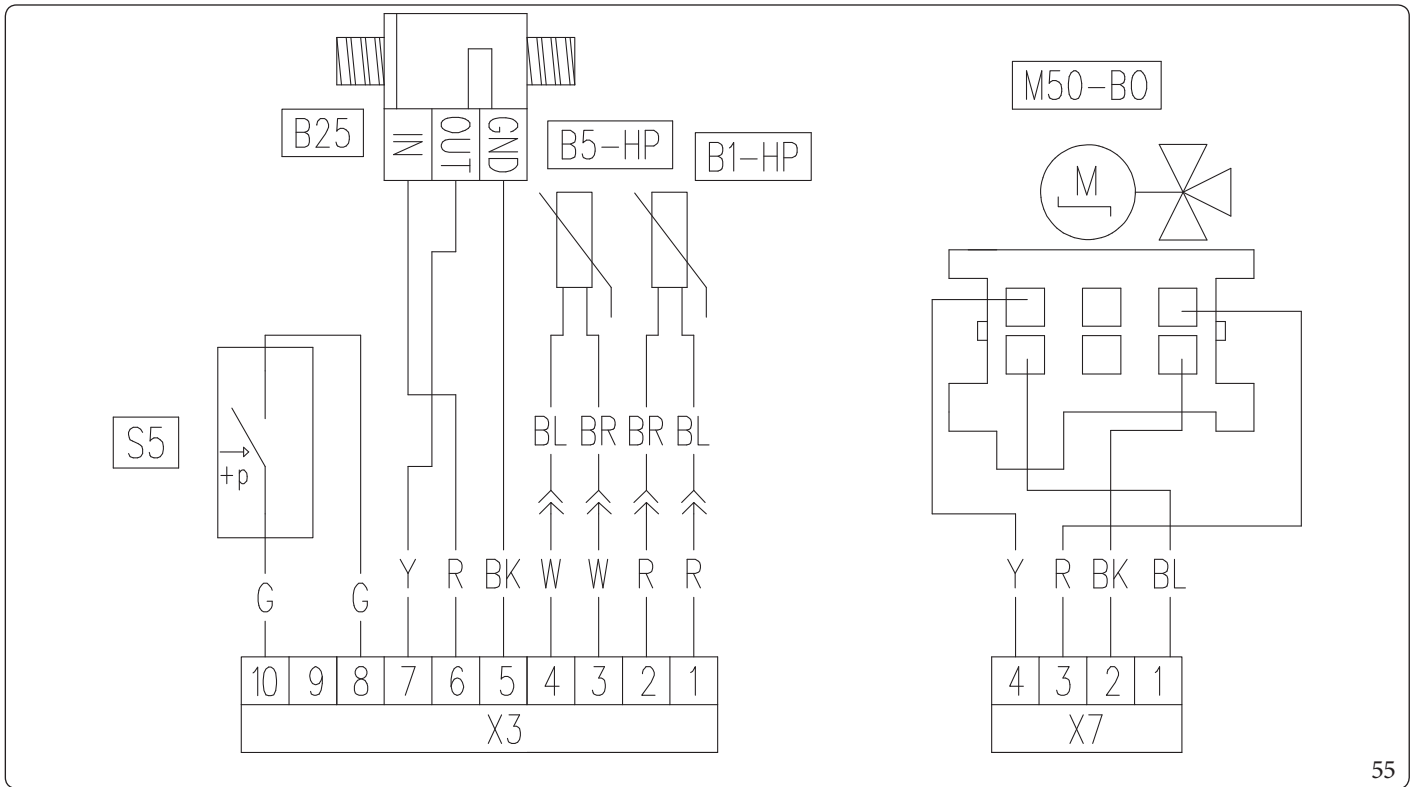 M50-B0
B25
IN
OUT
GND
B5-HP
B1-HP
M
S5
+p
BL BR BR BL
G G Y R BK W W R R
Y R BK BL
10 9 8 7 6 5 4 3 2 1
X3
4 3 2 1
X7
55